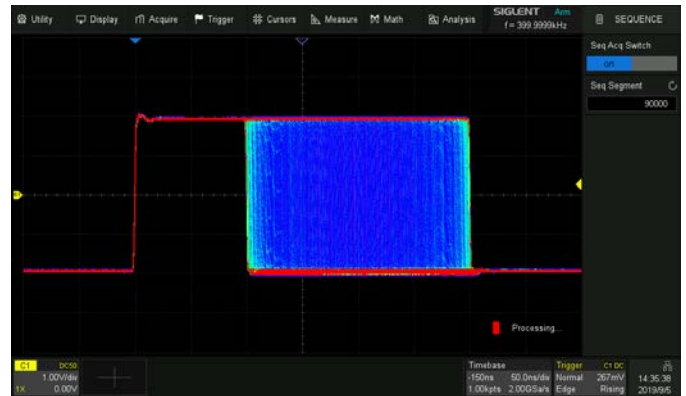 Utility Display Acquire Trigger Cursors Measure Math Analysis SIGLENT Arm SEQUENCE
f = 399.9999kHz
Seq Acq Switch
on
Seq Segment
90000
Processing...
C1 DC50 Timebase Trigger C1 DC
1.00V/div -150ns 50.0ns/div Normal 267mV 14:35:38
1X 0.00V 1.00kpts 2.00GSa/s Edge Rising 2019/9/5